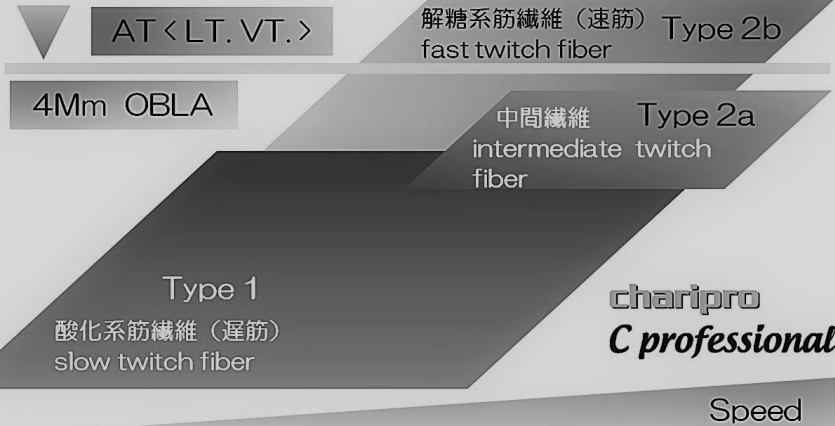 AT<LT. VT.>
解糖系筋繊維（速筋） Type 2b
fast twitch fiber
4Mm OBLA
中間繊維 Type 2a
intermediate twitch
fiber
Type 1
酸化系筋繊維（遅筋）
slow twitch fiber
charipro
C professional
Speed